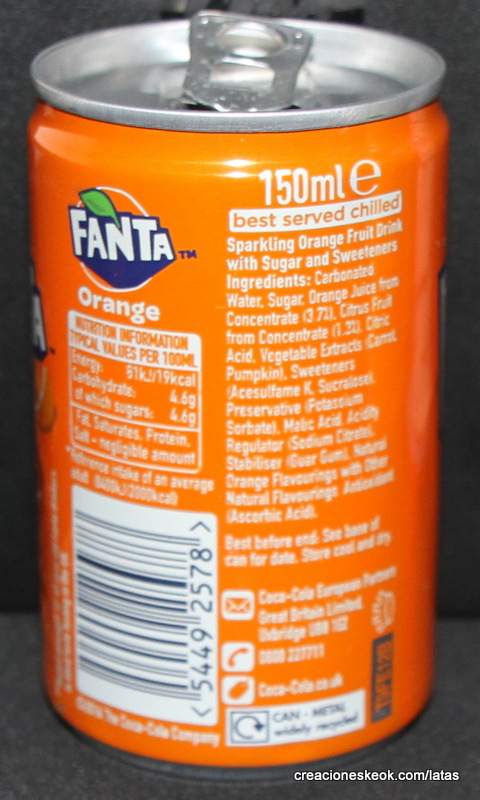 FANTA™
Orange
NUTRITION INFORMATION
TYPICAL VALUES PER 100ML
Energy: 81kJ/19kcal
Carbohydrate: 4.6g
of which sugars: 4.6g
Fat, Saturates, Protein,
Salt - negligible amount
*Reference intake of an average
adult (8400kJ/2000kcal)
<5449 2578>
The Coca-Cola Company
150ml e
best served chilled
Sparkling Orange Fruit Drink
with Sugar and Sweeteners
Ingredients: Carbonated
Water, Sugar, Orange Juice from
Concentrate (3.7%), Citrus Fruit
from Concentrate (1.3%), Citric
Acid, Vegetable Extracts (Carrot,
Pumpkin), Sweeteners
(Acesulfame K, Sucralose),
Preservative (Potassium
Sorbate), Malic Acid, Acidity
Regulator (Sodium Citrate),
Stabiliser (Guar Gum), Natural
Orange Flavourings with Other
Natural Flavourings, Antioxidant
(Ascorbic Acid).
Best before end: See base of
can for date. Store cool and dry.
Coca-Cola European Partners
Great Britain Limited,
Uxbridge UB8 1EZ
0800 227711
Coca-Cola.co.uk
CAN - METAL
widely recycled
creacioneskeok.com/latas